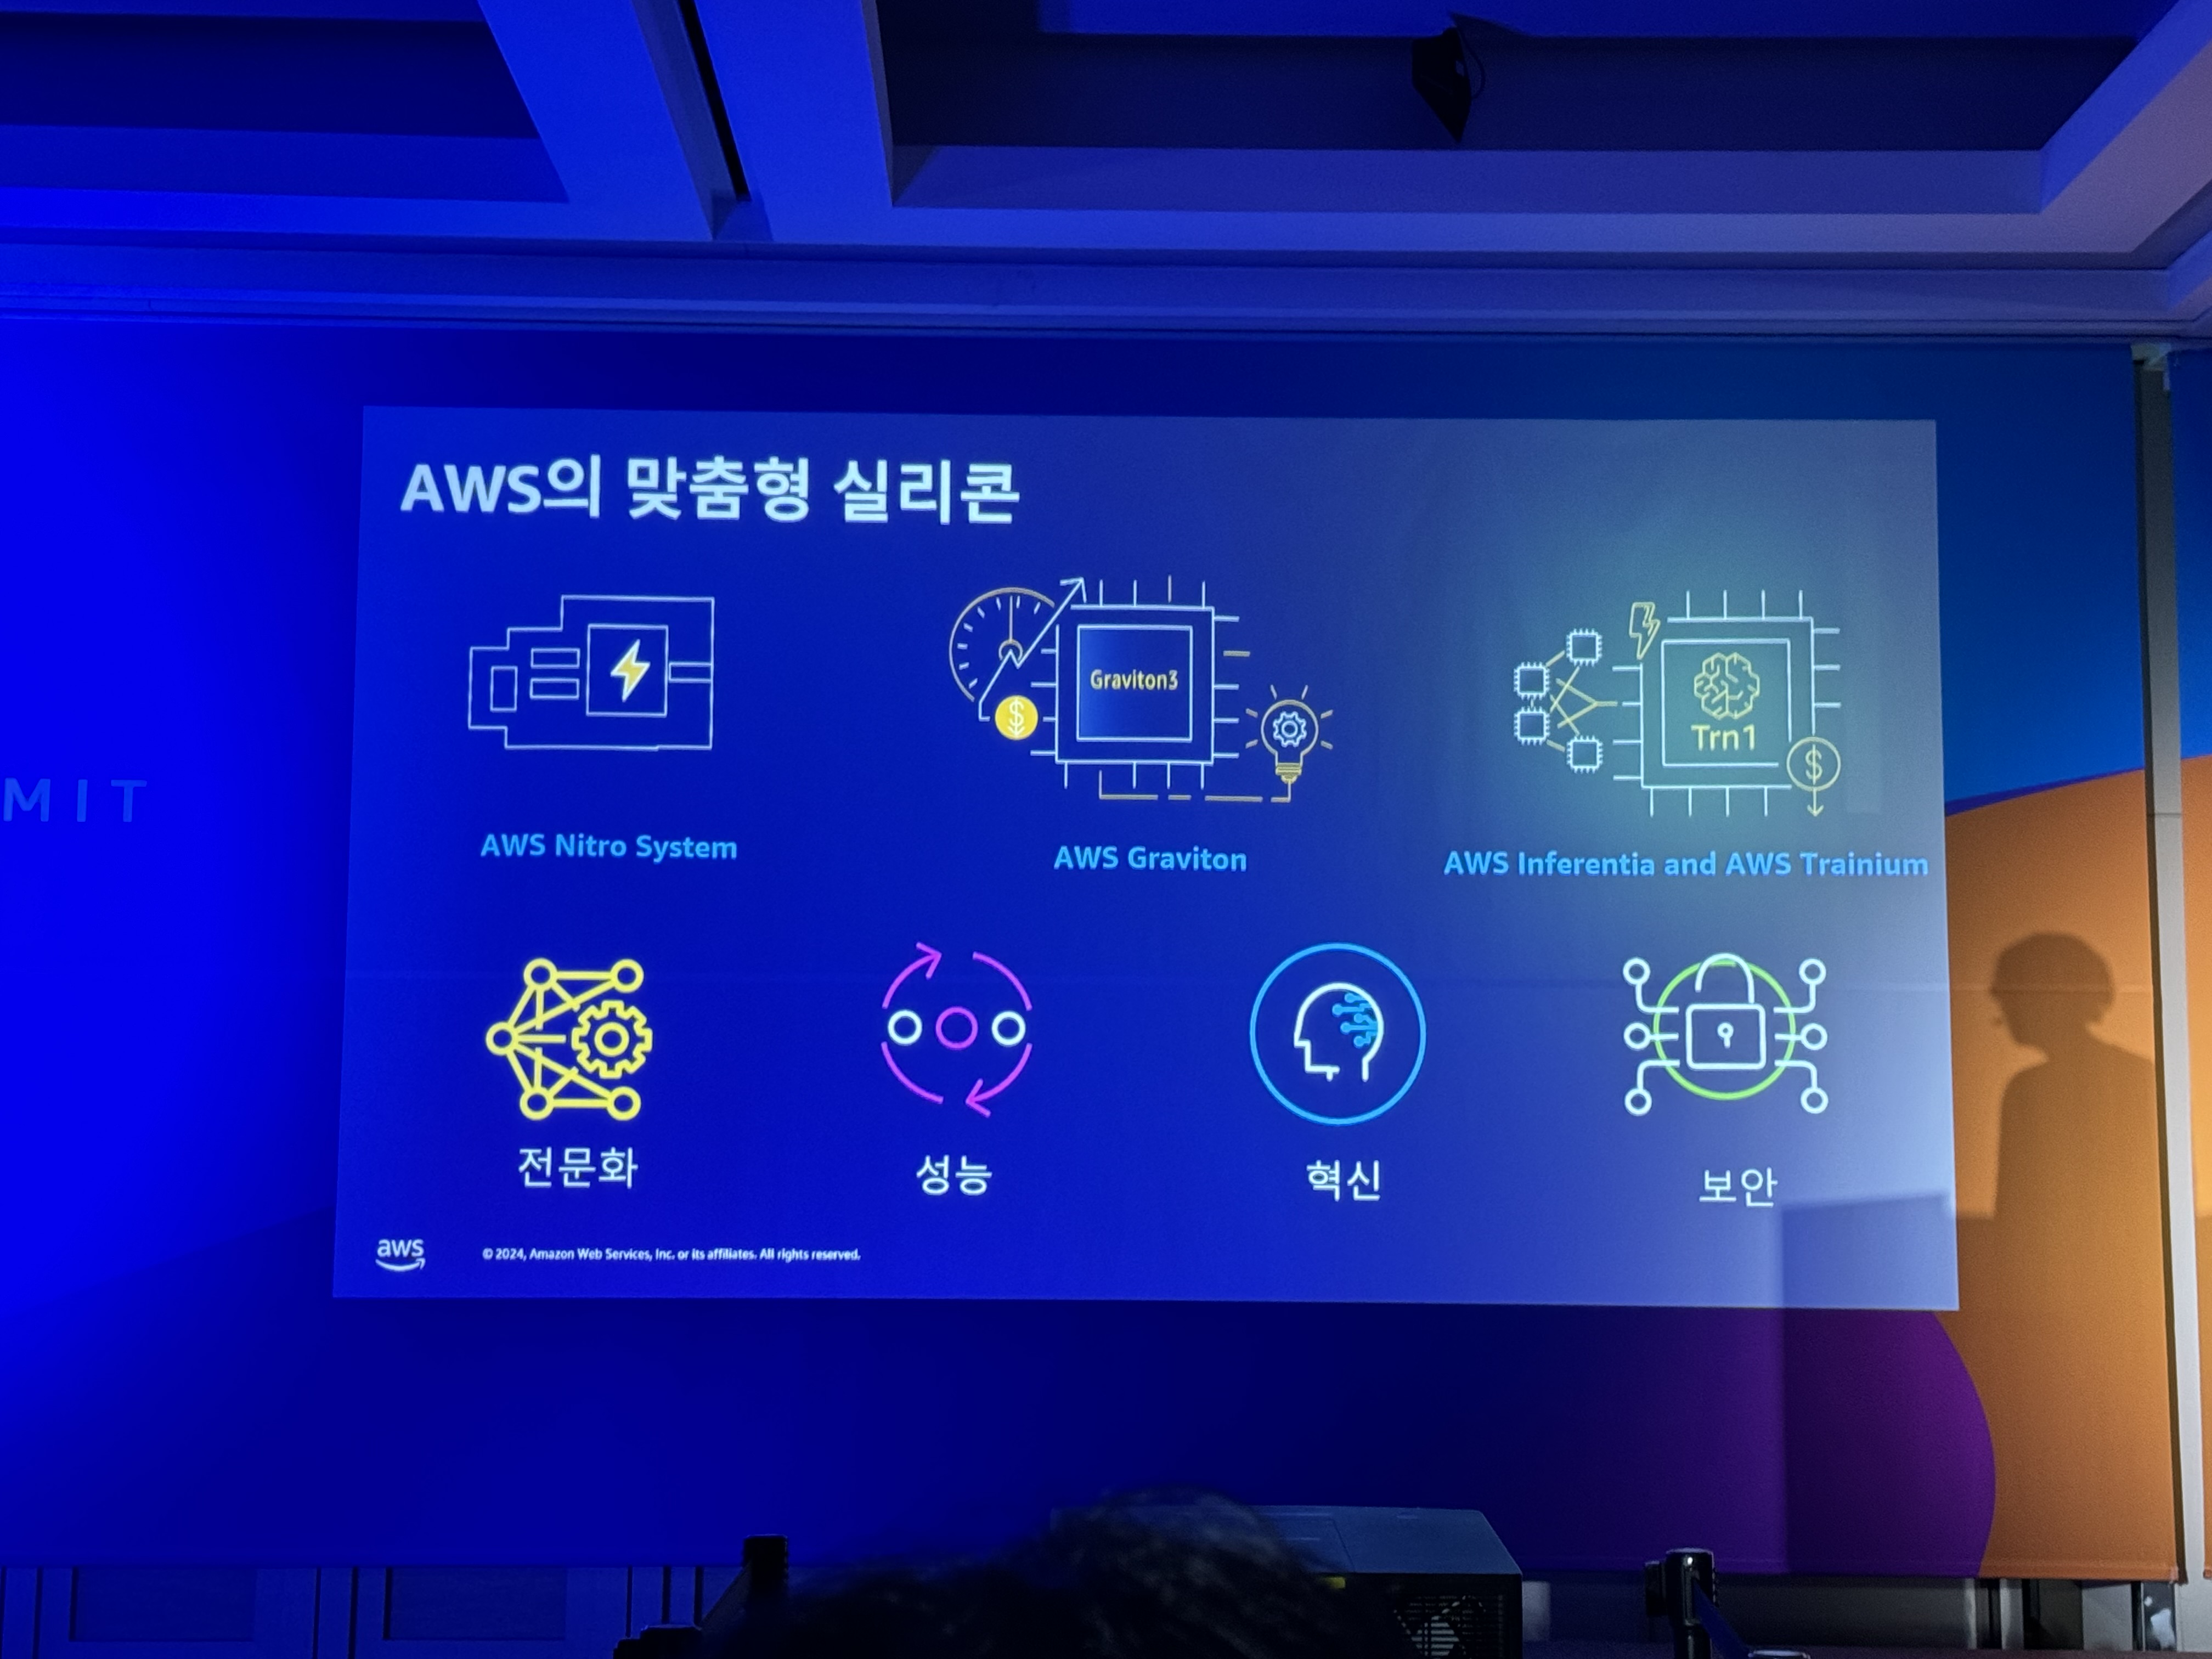 AWS의 맞춤형 실리콘
Graviton3
Trn1
AWS Nitro System
AWS Graviton
AWS Inferentia and AWS Trainium
전문화
성능
혁신
보안
aws
© 2024, Amazon Web Services, Inc. or its affiliates. All rights reserved.
MIT